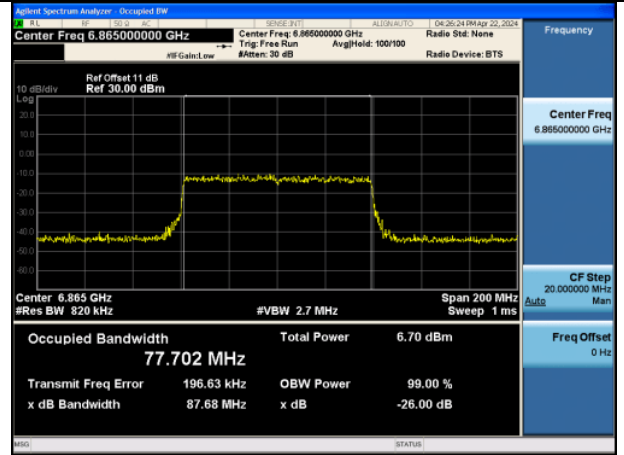 Agilent Spectrum Analyzer - Occupied BW
RL RF 50 Ω AC SENSE:INT ALIGNAUTO 04:26:24 PM Apr 22, 2024
Center Freq 6.865000000 GHz
Center Freq: 6.865000000 GHz
Radio Std: None
Trig: Free Run Avg|Hold: 100/100
#IFGain:Low
#Atten: 30 dB
Radio Device: BTS
Ref Offset 11 dB
10 dB/div Ref 30.00 dBm
Log
20.0
10.0
0.00
-10.0
-20.0
-30.0
-40.0
-50.0
-60.0
Center 6.865 GHz
Span 200 MHz
#Res BW 820 kHz
#VBW 2.7 MHz
Sweep 1 ms
Occupied Bandwidth
Total Power 6.70 dBm
77.702 MHz
Transmit Freq Error 196.63 kHz
OBW Power 99.00 %
x dB Bandwidth 87.68 MHz
x dB -26.00 dB
MSG
STATUS
Frequency
Center Freq
6.865000000 GHz
CF Step
20.000000 MHz
Auto Man
Freq Offset
0 Hz